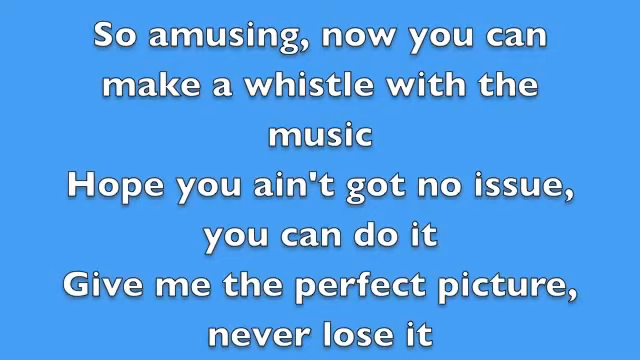 So amusing, now you can
make a whistle with the
music
Hope you ain't got no issue,
you can do it
Give me the perfect picture,
never lose it